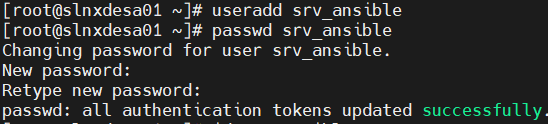 [root@slnxdesa01 ~]# useradd srv_ansible
[root@slnxdesa01 ~]# passwd srv_ansible
Changing password for user srv_ansible.
New password:
Retype new password:
passwd: all authentication tokens updated successfully.